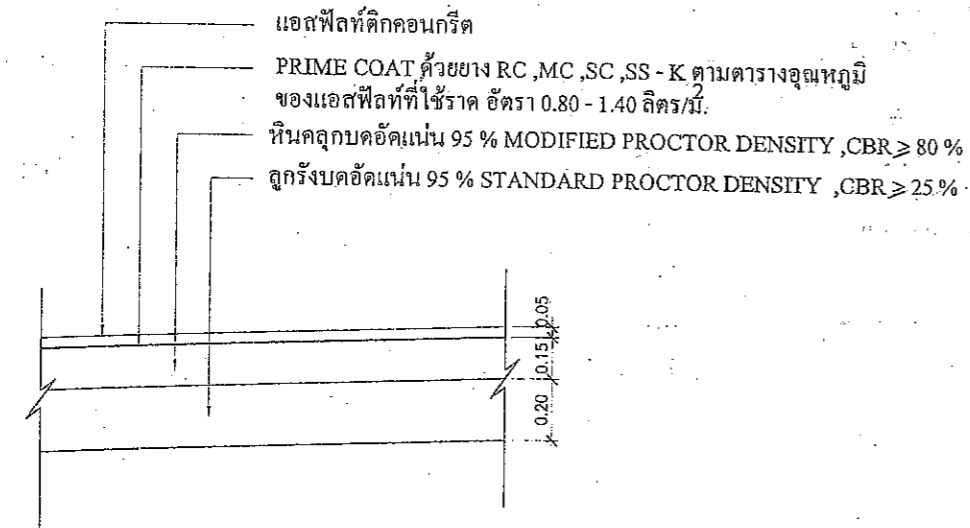 แอสฟัลท์ติกคอนกรีต
PRIME COAT ด้วยยาง RC ,MC ,SC ,SS - K ตามตารางอุณหภูมิ
ของแอสฟัลท์ที่ใช้ราด อัตรา 0.80 - 1.40 ลิตร/ม².
หินคลุกบดอัดแน่น 95 % MODIFIED PROCTOR DENSITY ,CBR ≥ 80 %
ลูกรังบดอัดแน่น 95 % STANDARD PROCTOR DENSITY ,CBR ≥ 25 %
0.05
0.15
0.20